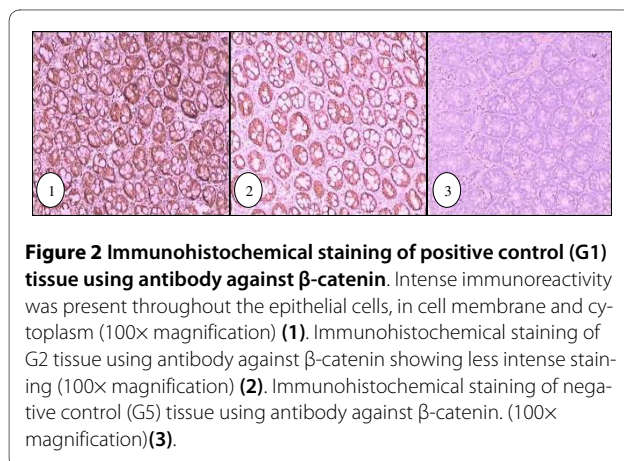 1 2 3
Figure 2 Immunohistochemical staining of positive control (G1)
tissue using antibody against β-catenin. Intense immunoreactivity
was present throughout the epithelial cells, in cell membrane and cy-
toplasm (100× magnification) (1). Immunohistochemical staining of
G2 tissue using antibody against β-catenin showing less intense stain-
ing (100× magnification) (2). Immunohistochemical staining of nega-
tive control (G5) tissue using antibody against β-catenin. (100×
magnification)(3).